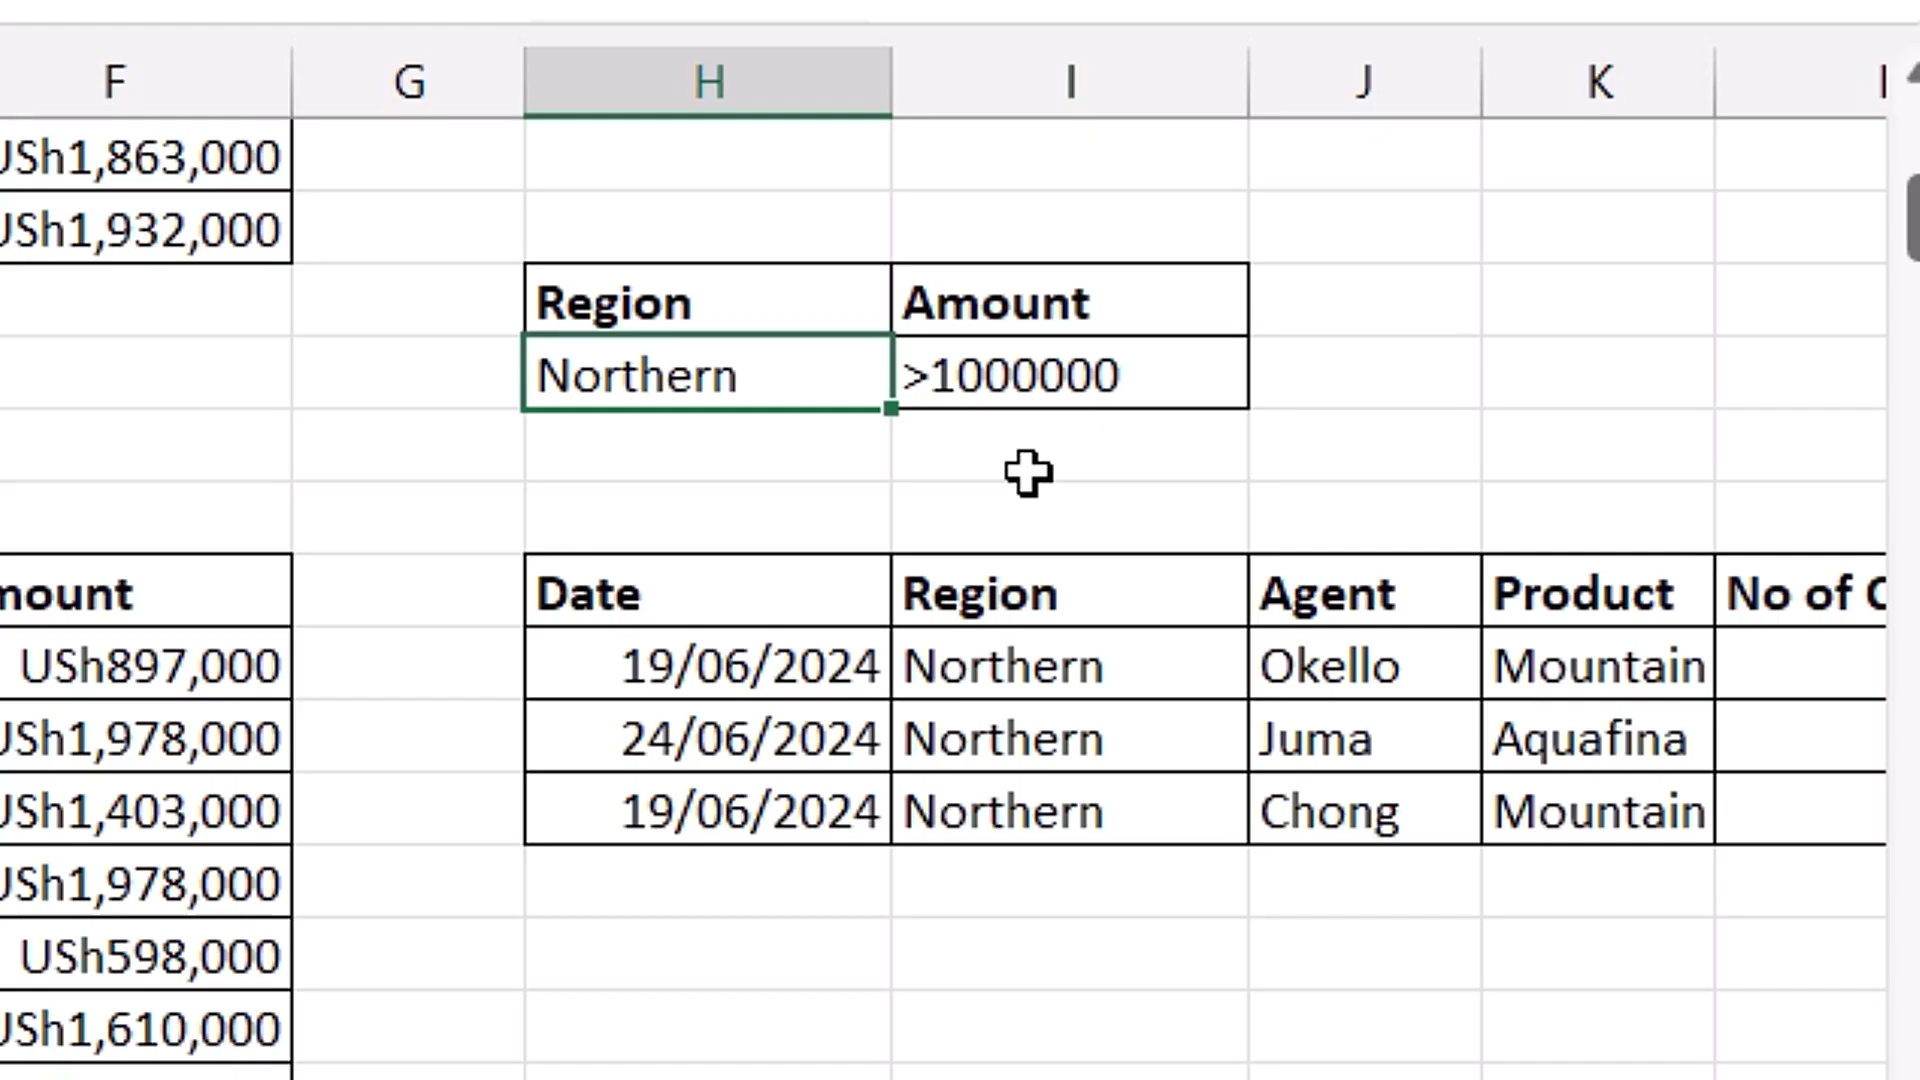 F G H I J K
USh1,863,000
USh1,932,000
Region Amount
Northern >1000000
mount Date Region Agent Product No of C
USh897,000 19/06/2024 Northern Okello Mountain
USh1,978,000 24/06/2024 Northern Juma Aquafina
USh1,403,000 19/06/2024 Northern Chong Mountain
USh1,978,000
USh598,000
USh1,610,000